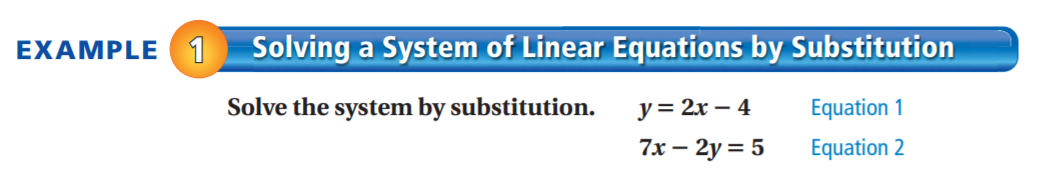 EXAMPLE 1 Solving a System of Linear Equations by Substitution
Solve the system by substitution. y = 2x − 4 Equation 1
7x − 2y = 5 Equation 2